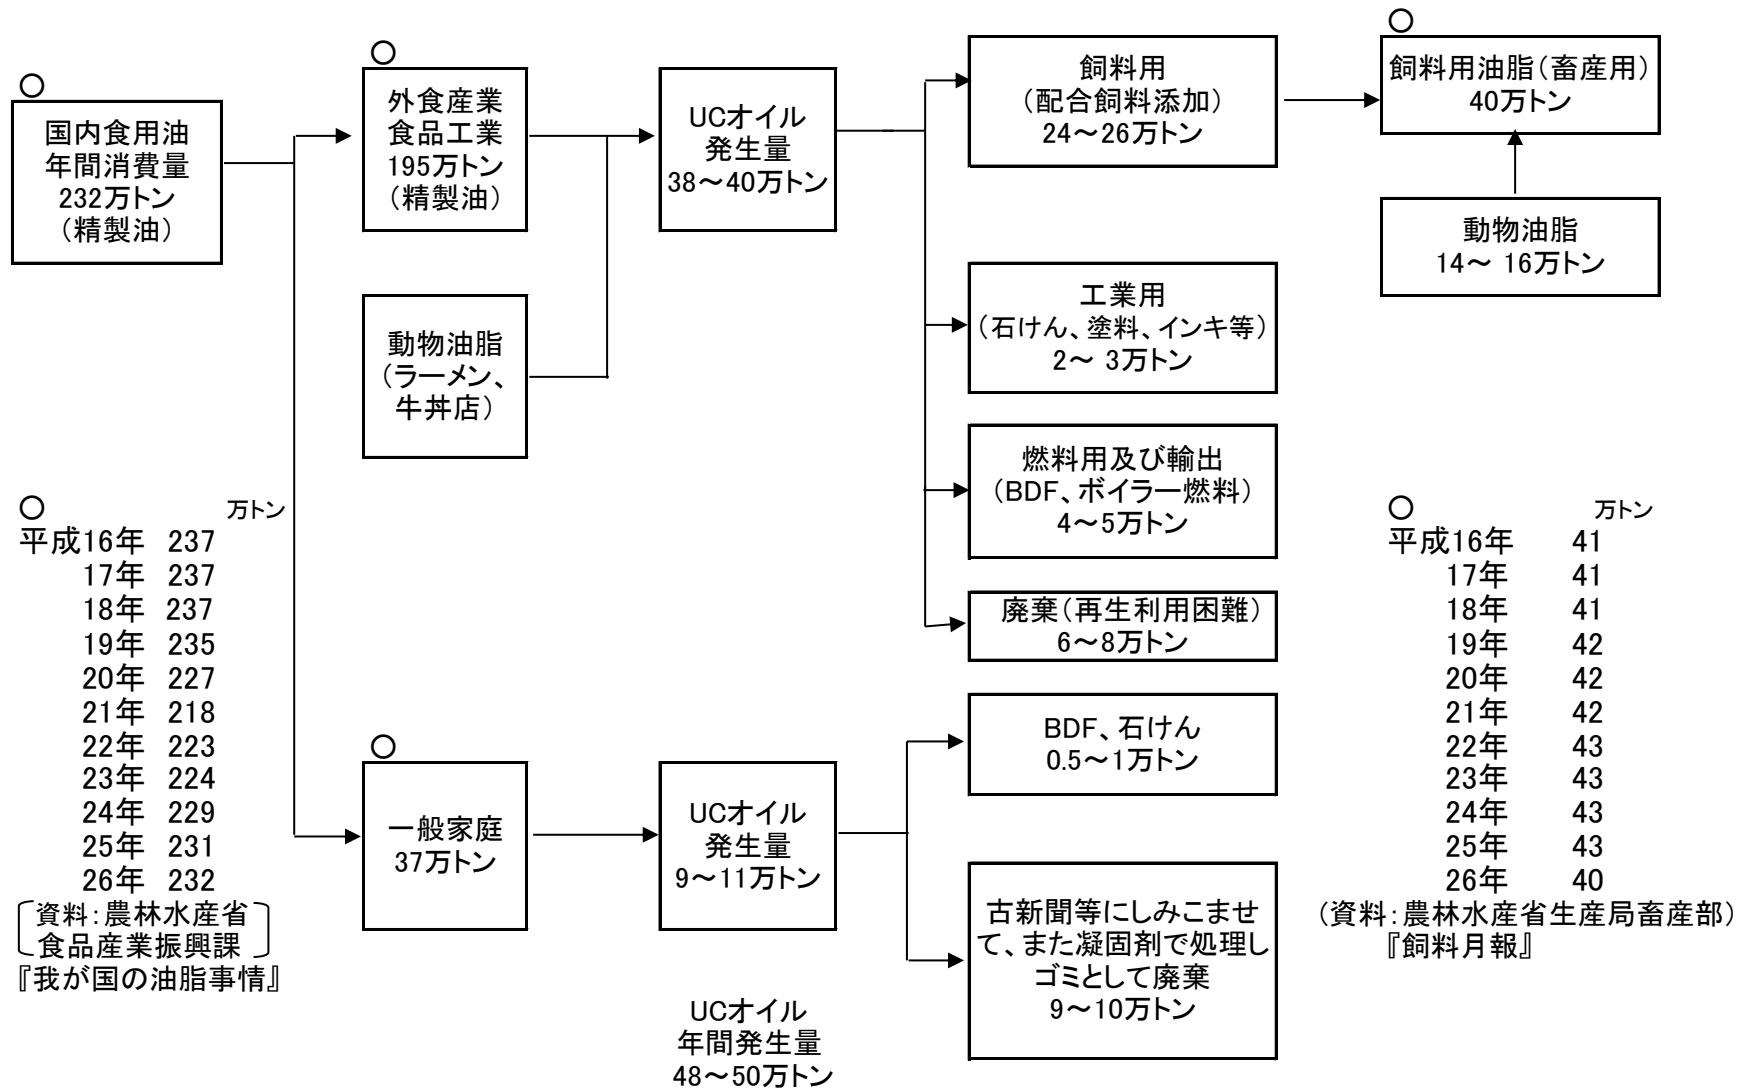 ○
国内食用油
年間消費量
232万トン
（精製油）
○
外食産業
食品工業
195万トン
（精製油）
動物油脂
（ラーメン、
牛丼店）
UCオイル
発生量
38～40万トン
飼料用
（配合飼料添加）
24～26万トン
○
飼料用油脂（畜産用）
40万トン
動物油脂
14～ 16万トン
工業用
（石けん、塗料、インキ等）
2～ 3万トン
燃料用及び輸出
（BDF、ボイラー燃料）
4～5万トン
廃棄（再生利用困難）
6～8万トン
○
一般家庭
37万トン
UCオイル
発生量
9～11万トン
BDF、石けん
0.5～1万トン
古新聞等にしみこませ
て、また凝固剤で処理し
ゴミとして廃棄
9～10万トン
UCオイル
年間発生量
48～50万トン
○ 万トン
平成16年 237
17年 237
18年 237
19年 235
20年 227
21年 218
22年 223
23年 224
24年 229
25年 231
26年 232
資料：農林水産省
食品産業振興課
『我が国の油脂事情』
○ 万トン
平成16年 41
17年 41
18年 41
19年 42
20年 42
21年 42
22年 43
23年 43
24年 43
25年 43
26年 40
（資料：農林水産省生産局畜産部）
『飼料月報』